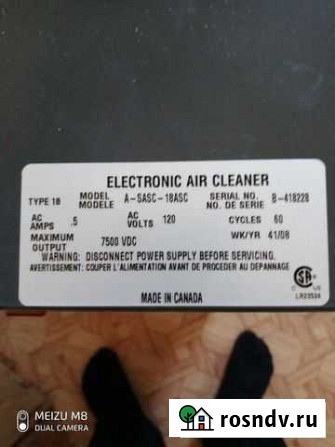 ELECTRONIC AIR CLEANER
TYPE 18 MODEL MODELE A-SASC-18ASC SERIAL NO. NO. DE SERIE B-418228
AC AMPS .5 AC VOLTS 120 CYCLES 60
MAXIMUM OUTPUT 7500 VDC WK/YR 41/08
WARNING: DISCONNECT POWER SUPPLY BEFORE SERVICING.
AVERTISSEMENT: COUPER L'ALIMENTATION AVANT DE PROCEDER AU DEPANNAGE
MADE IN CANADA
LR23534
MEIZU M8
DUAL CAMERA
rosndv.ru